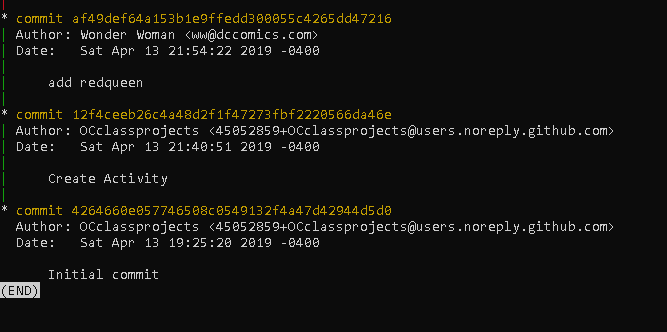 * commit af49def64a153b1e9ffedd300055c4265dd47216
| Author: Wonder Woman <ww@dccomics.com>
| Date:   Sat Apr 13 21:54:22 2019 -0400
|
|     add redqueen
|
* commit 12f4ceeb26c4a48d2f1f47273fbf2220566da46e
| Author: OCclassprojects <45052859+OCclassprojects@users.noreply.github.com>
| Date:   Sat Apr 13 21:40:51 2019 -0400
|
|     Create Activity
|
* commit 4264660e057746508c0549132f4a47d42944d5d0
  Author: OCclassprojects <45052859+OCclassprojects@users.noreply.github.com>
  Date:   Sat Apr 13 19:25:20 2019 -0400

      Initial commit
(END)